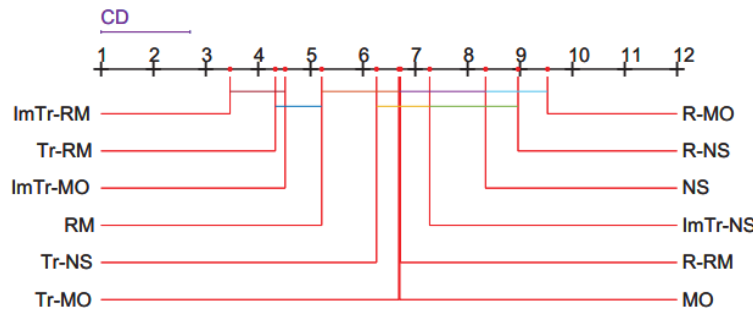 CD
1 2 3 4 5 6 7 8 9 10 11 12
ImTr-RM R-MO
Tr-RM R-NS
ImTr-MO NS
RM ImTr-NS
Tr-NS R-RM
Tr-MO MO